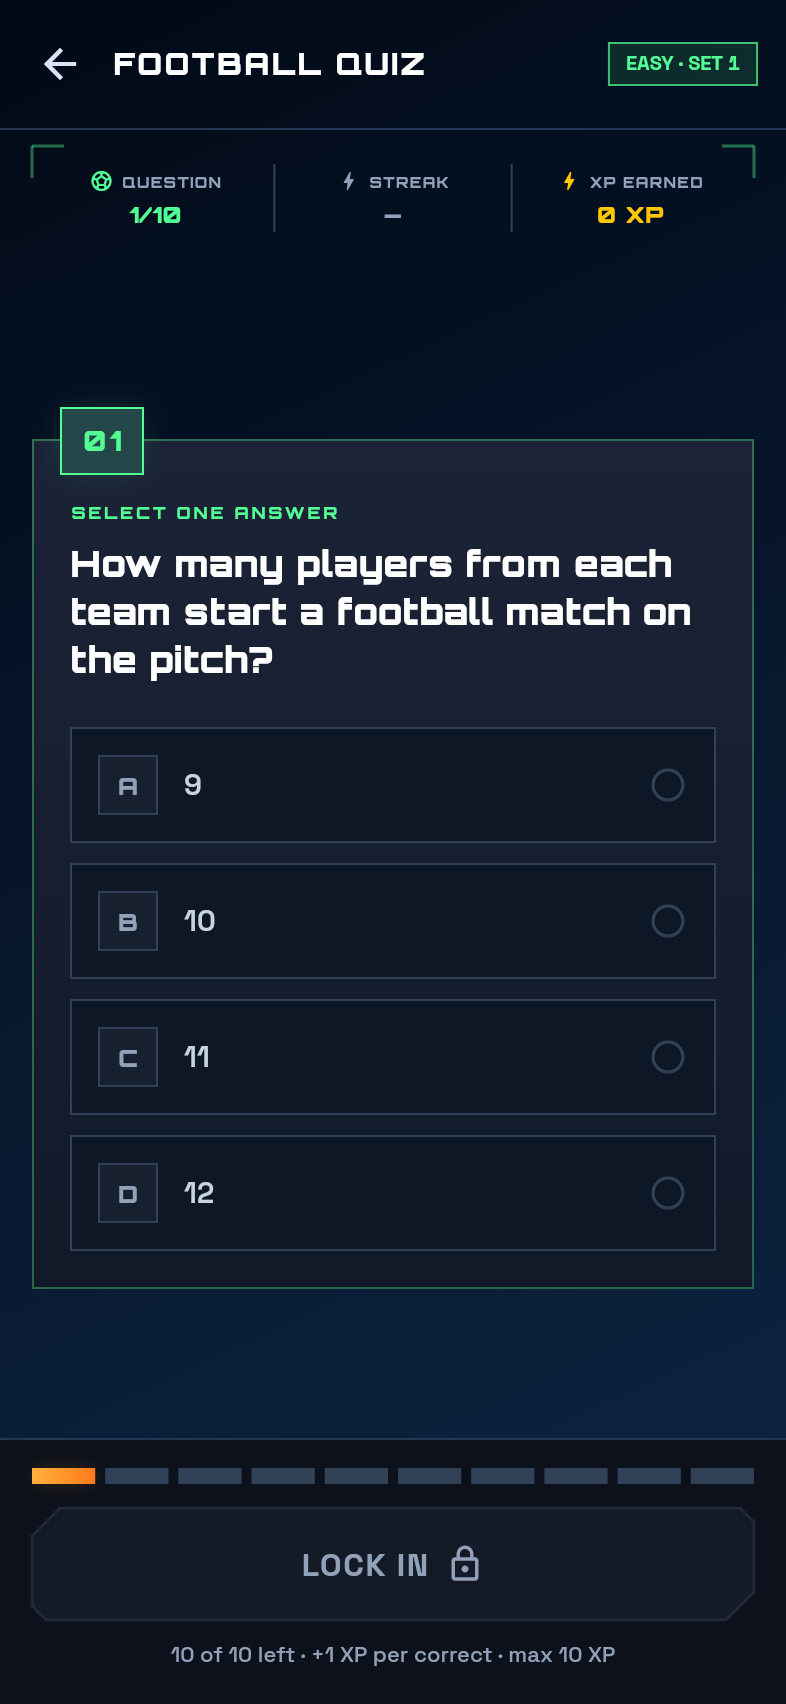 FOOTBALL QUIZ
EASY · SET 1
QUESTION
1/10
STREAK
–
XP EARNED
0 XP
01
SELECT ONE ANSWER
How many players from each
team start a football match on
the pitch?
A 9
B 10
C 11
D 12
LOCK IN
10 of 10 left · +1 XP per correct · max 10 XP